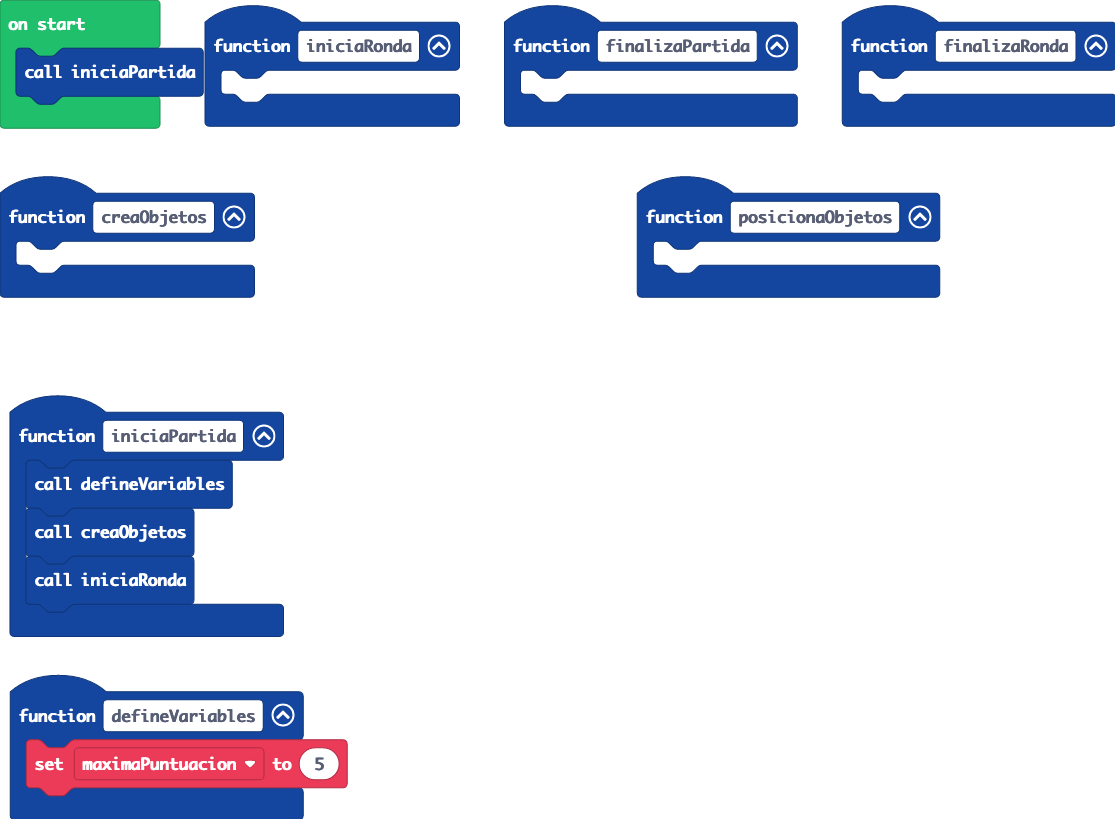 on start
call iniciaPartida
function iniciaRonda
function finalizaPartida
function finalizaRonda
function creaObjetos
function posicionaObjetos
function iniciaPartida
call defineVariables
call creaObjetos
call iniciaRonda
function defineVariables
set maximaPuntuacion to 5